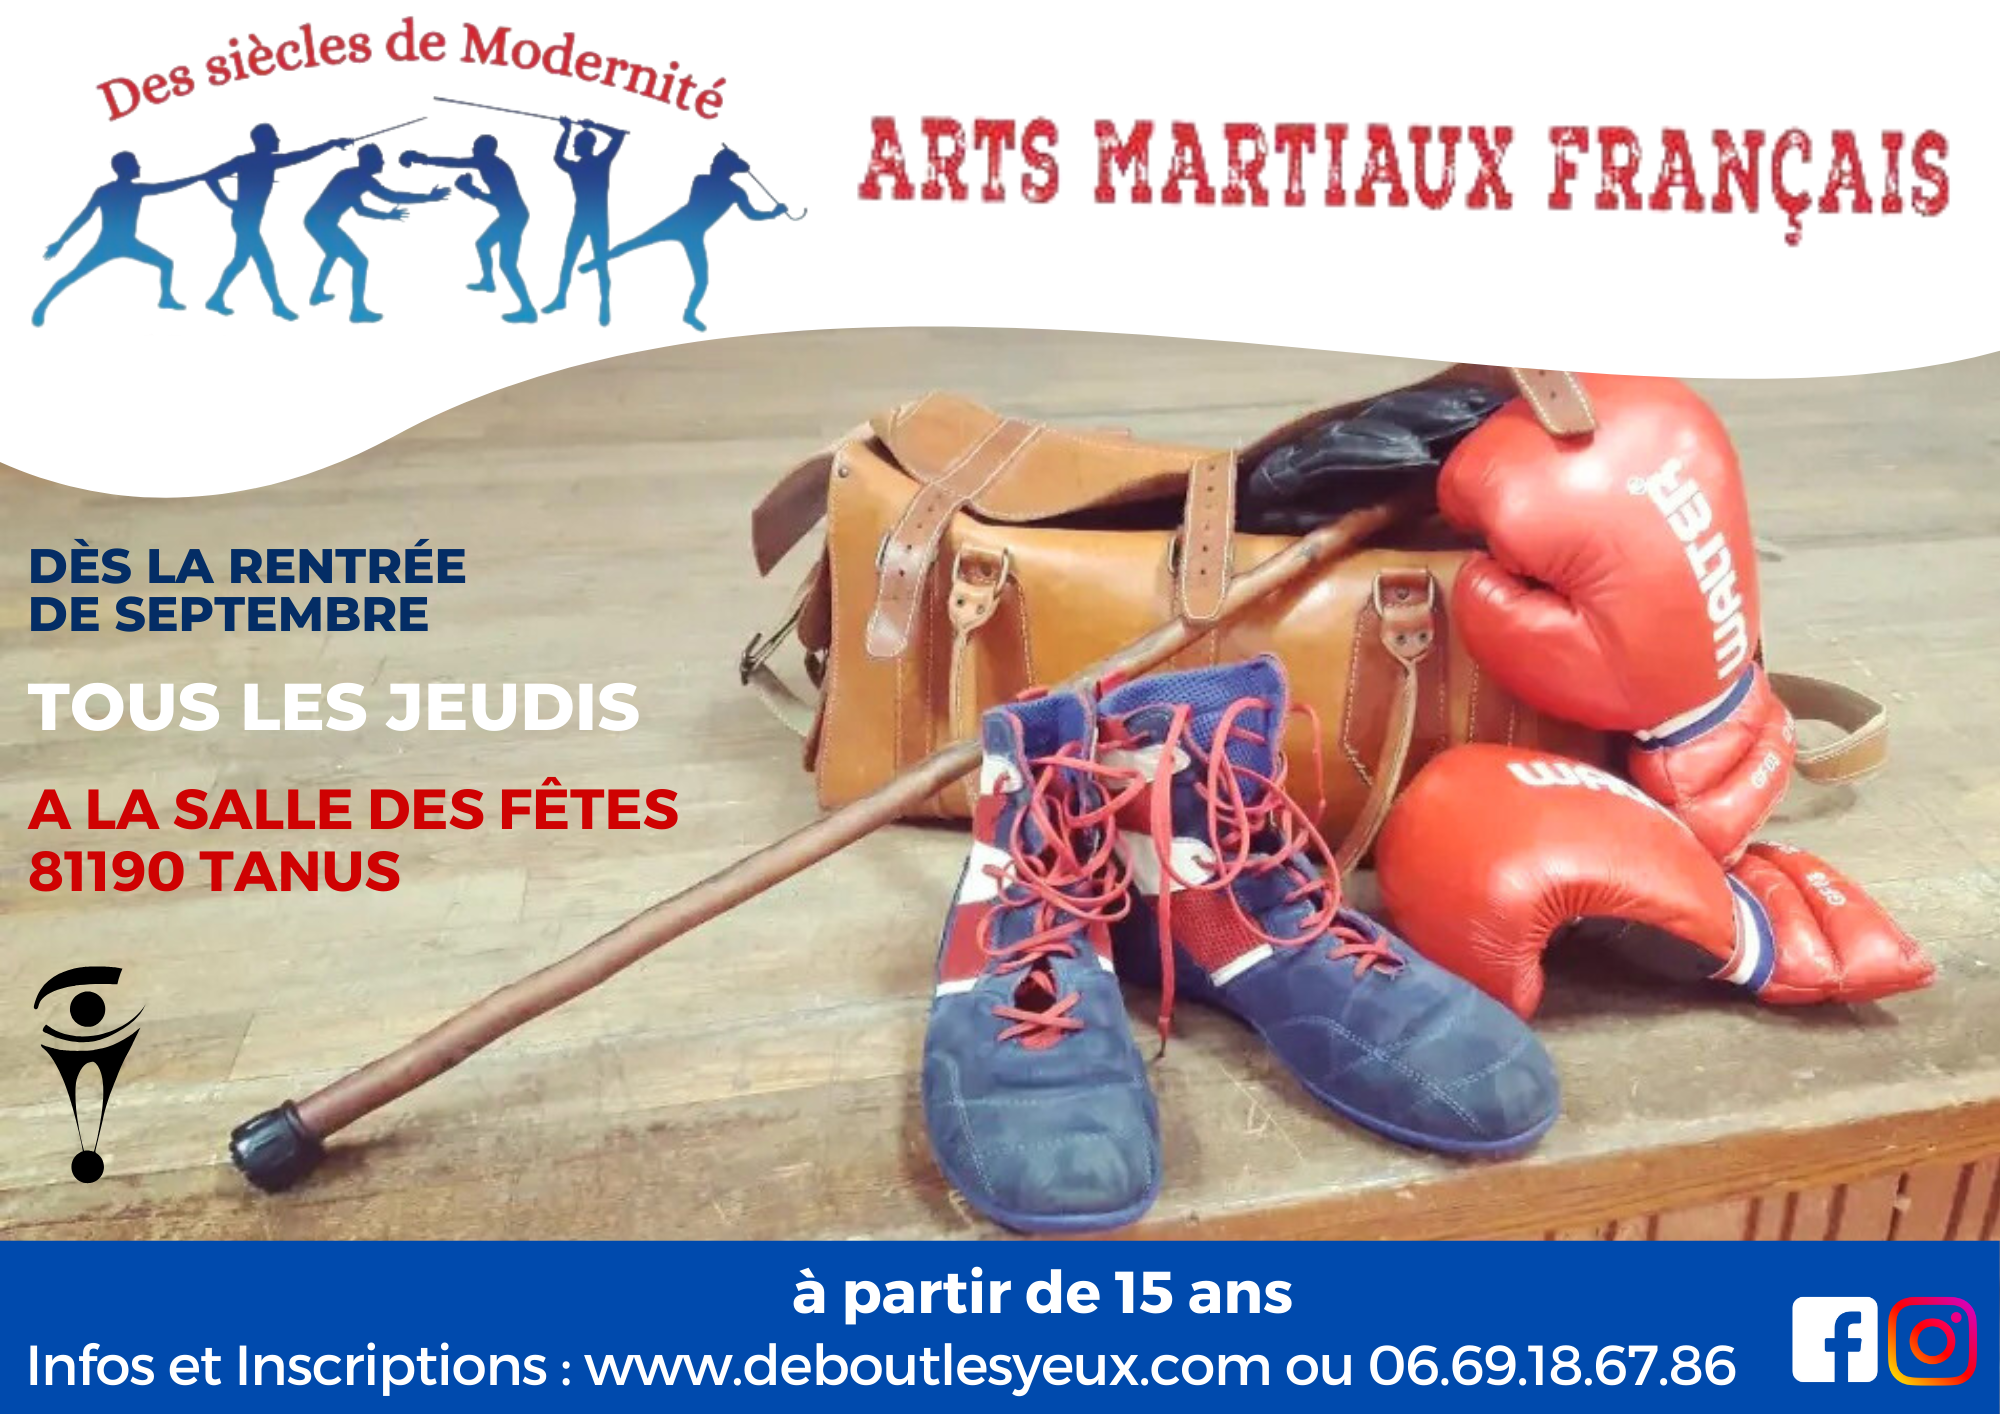 Des siècles de Modernité
ARTS MARTIAUX FRANÇAIS
DÈS LA RENTRÉE
DE SEPTEMBRE
TOUS LES JEUDIS
A LA SALLE DES FÊTES
81190 TANUS
WALTER®
à partir de 15 ans
Infos et Inscriptions : www.deboutlesyeux.com ou 06.69.18.67.86